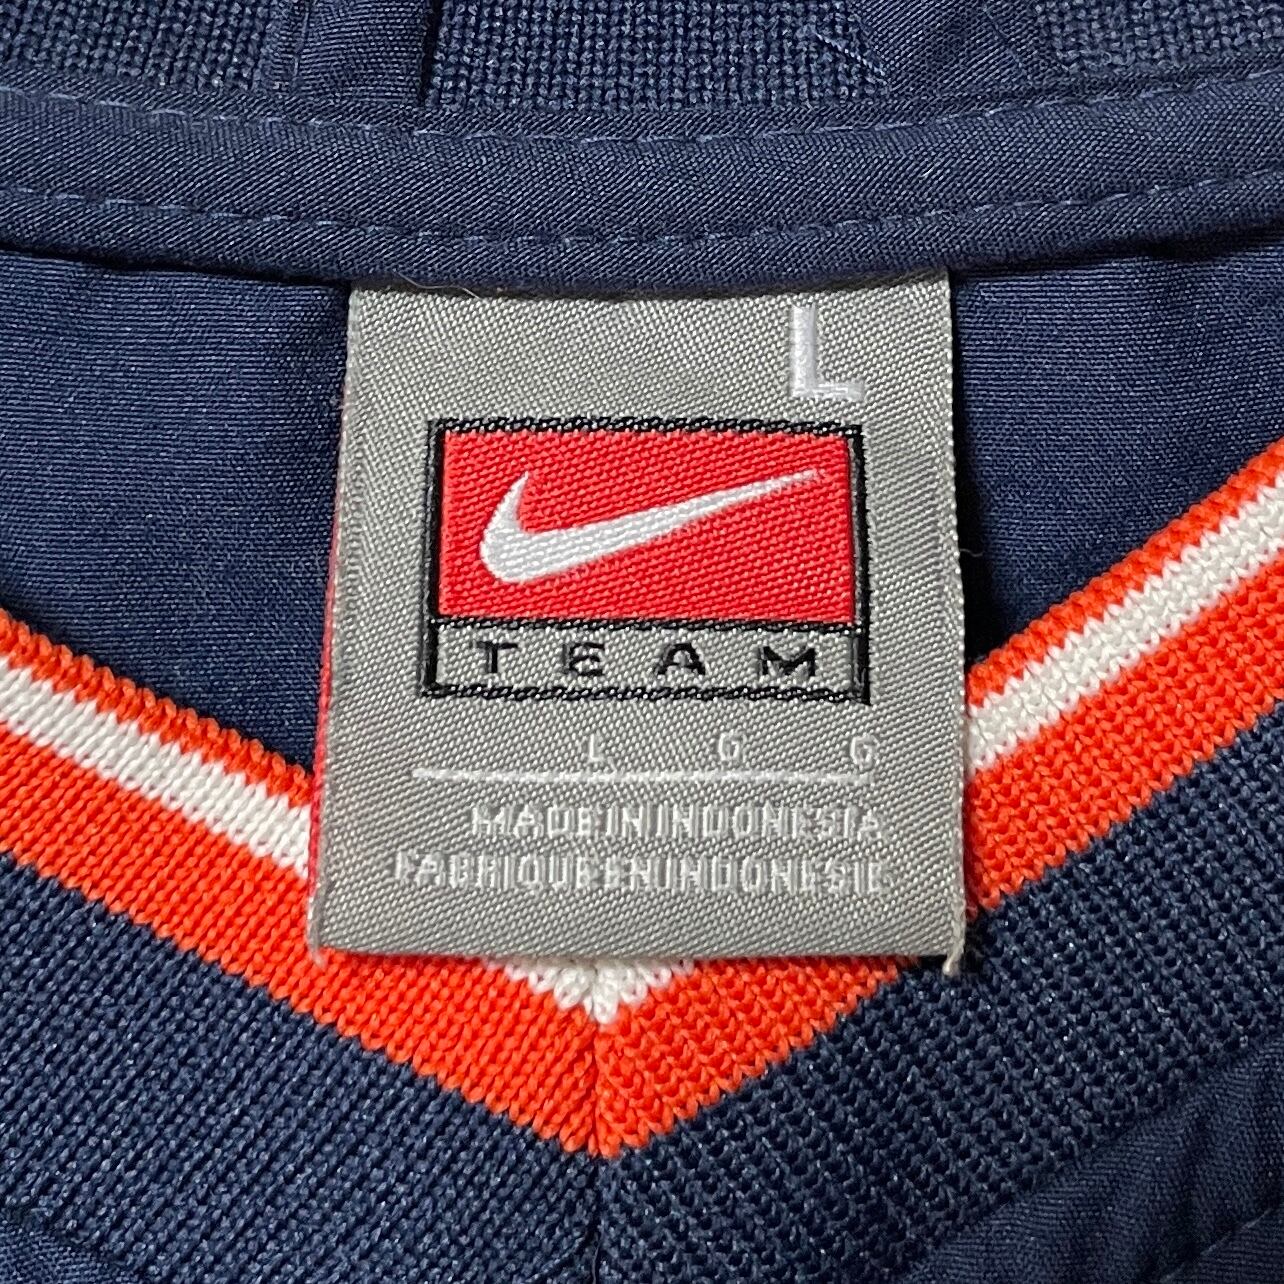 L
TEAM
L G G
MADE IN INDONESIA
FABRIQUE EN INDONESIE